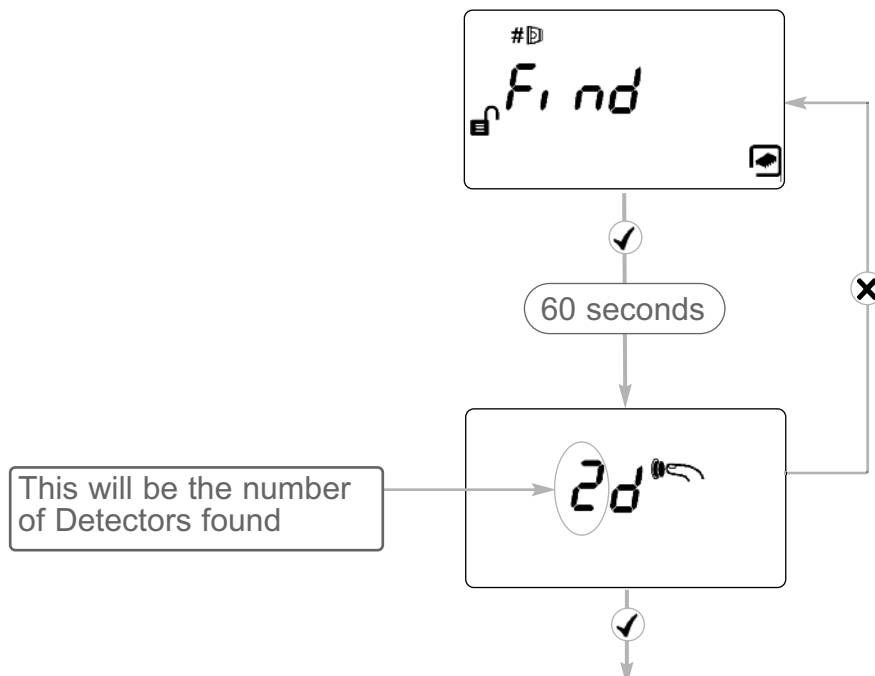 #
Find
60 seconds
2d
This will be the number
of Detectors found